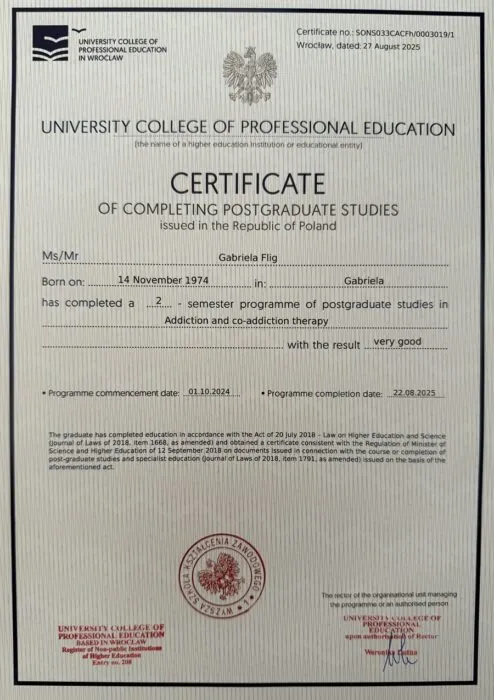 UNIVERSITY COLLEGE OF
PROFESSIONAL EDUCATION
IN WROCLAW
Certificate no.: SONS033CACFh/0003019/1
Wrocław, dated: 27 August 2025
UNIVERSITY COLLEGE OF PROFESSIONAL EDUCATION
(the name of a higher education institution or educational entity)
CERTIFICATE
OF COMPLETING POSTGRADUATE STUDIES
issued in the Republic of Poland
Ms/Mr Gabriela Flig
Born on: 14 November 1974 in: Gabriela
has completed a 2 - semester programme of postgraduate studies in
Addiction and co-addiction therapy
with the result very good
• Programme commencement date: 01.10.2024 • Programme completion date: 22.08.2025
The graduate has completed education in accordance with the Act of 20 July 2018 - Law on Higher Education and Science
(Journal of Laws of 2018, item 1668, as amended) and obtained a certificate consistent with the Regulation of Minister of
Science and Higher Education of 12 September 2018 on documents issued in connection with the course or completion of
post-graduate studies and specialist education (Journal of Laws of 2018, item 1791, as amended) issued on the basis of the
aforementioned act.
WYŻSZA SZKOŁA KSZTAŁCENIA ZAWODOWEGO
The rector of the organisational unit managing
the programme or an authorised person
UNIVERSITY COLLEGE OF
PROFESSIONAL EDUCATION
BASED IN WROCLAW
Register of Non-public Institutions
of Higher Education
Entry no. 208
UNIVERSITY COLLEGE OF
PROFESSIONAL
EDUCATION
upon authorisation of Rector
Weronika